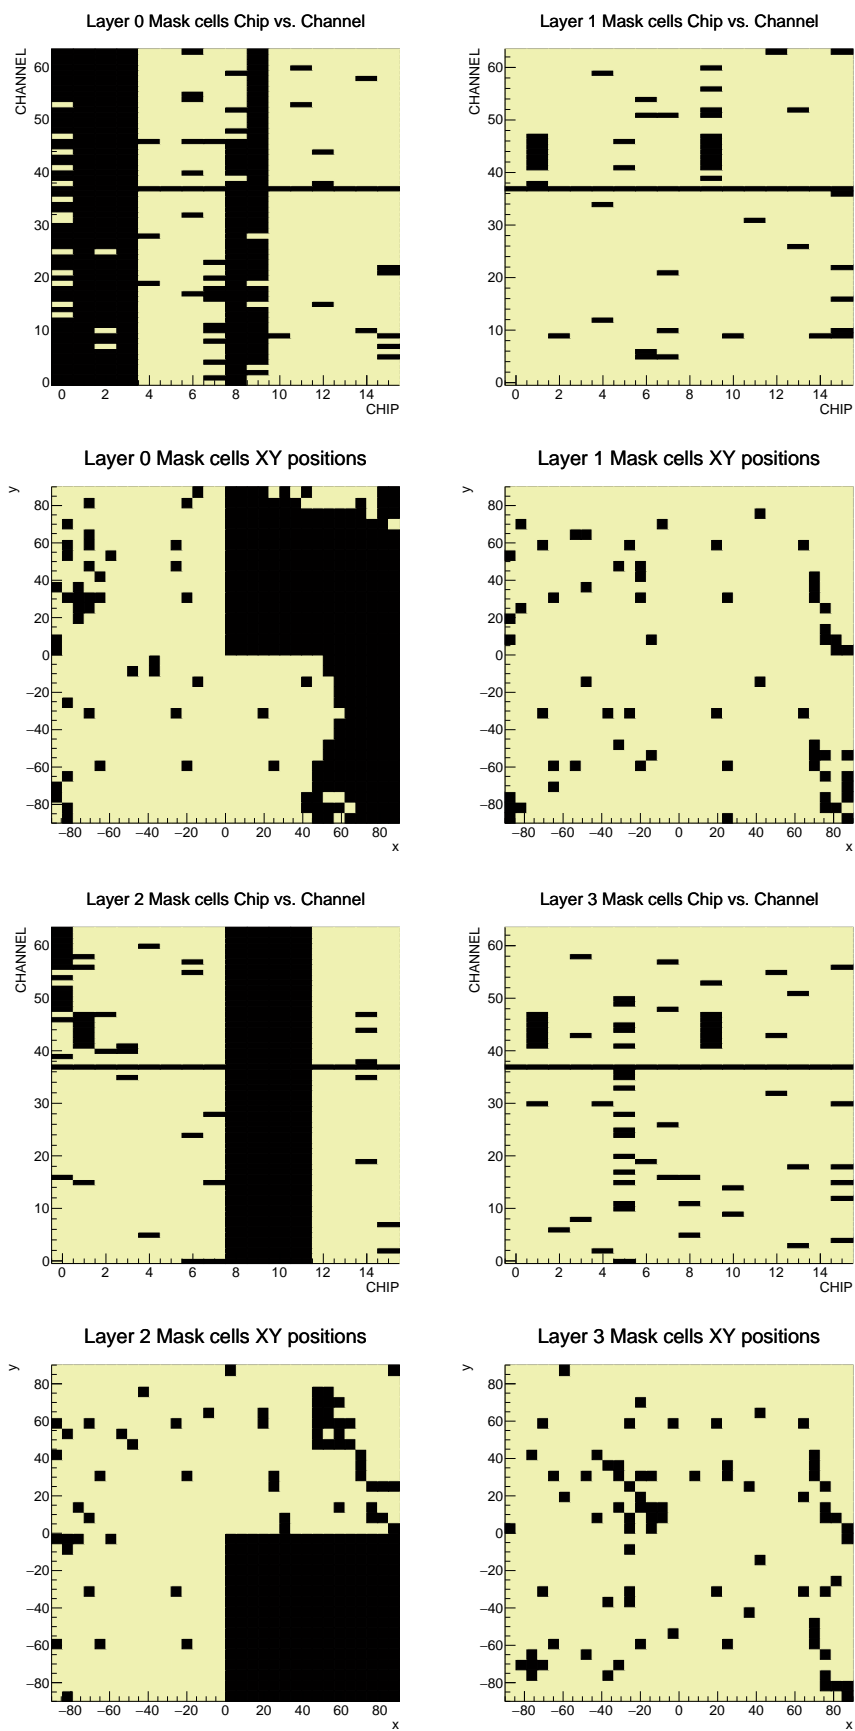 Layer 0 Mask cells Chip vs. Channel
CHANNEL
60
50
40
30
20
10
0
0 2 4 6 8 10 12 14
CHIP
Layer 1 Mask cells Chip vs. Channel
CHANNEL
60
50
40
30
20
10
0
0 2 4 6 8 10 12 14
CHIP
Layer 0 Mask cells XY positions
y
80
60
40
20
0
−20
−40
−60
−80
−80 −60 −40 −20 0 20 40 60 80
x
Layer 1 Mask cells XY positions
y
80
60
40
20
0
−20
−40
−60
−80
−80 −60 −40 −20 0 20 40 60 80
x
Layer 2 Mask cells Chip vs. Channel
CHANNEL
60
50
40
30
20
10
0
0 2 4 6 8 10 12 14
CHIP
Layer 3 Mask cells Chip vs. Channel
CHANNEL
60
50
40
30
20
10
0
0 2 4 6 8 10 12 14
CHIP
Layer 2 Mask cells XY positions
y
80
60
40
20
0
−20
−40
−60
−80
−80 −60 −40 −20 0 20 40 60 80
x
Layer 3 Mask cells XY positions
y
80
60
40
20
0
−20
−40
−60
−80
−80 −60 −40 −20 0 20 40 60 80
x